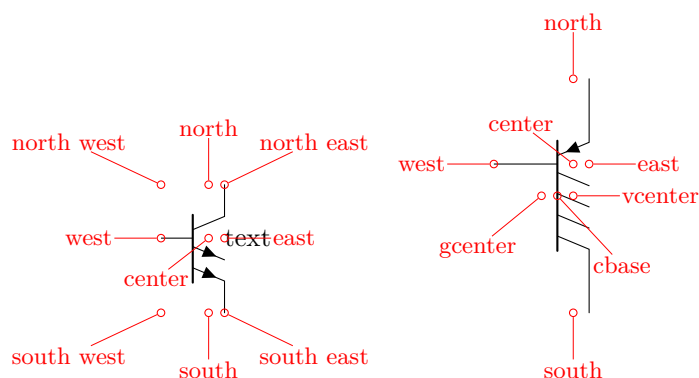 north west
north
north east
west
text
east
center
south west
south
south east
north
center
west
east
vcenter
gcenter
cbase
south